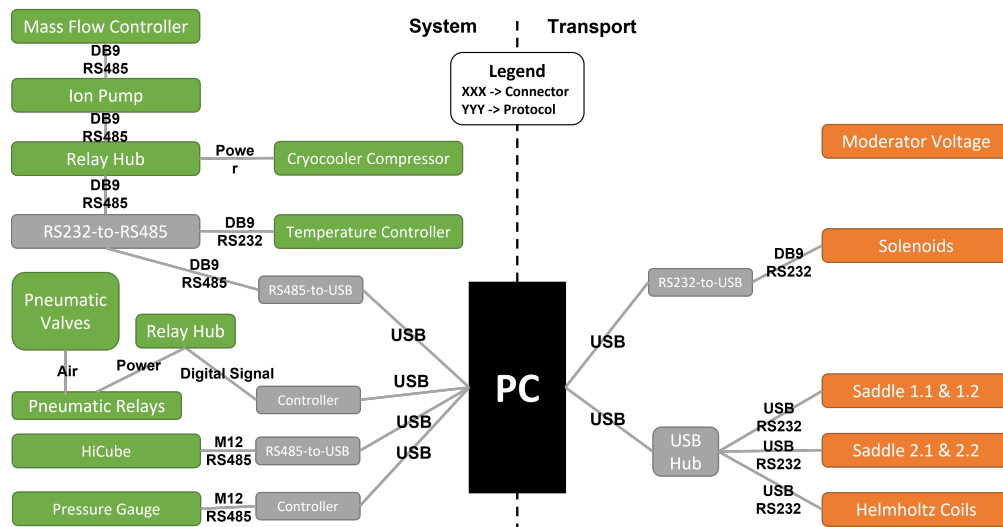 System
Transport
Legend
XXX -> Connector
YYY -> Protocol
Mass Flow Controller
DB9
RS485
Ion Pump
DB9
RS485
Relay Hub
Powe
r
Cryocooler Compressor
DB9
RS485
RS232-to-RS485
DB9
RS232
Temperature Controller
DB9
RS485
RS485-to-USB
USB
Pneumatic
Valves
Relay Hub
Air
Power
Digital Signal
Pneumatic Relays
Controller
USB
HiCube
M12
RS485
RS485-to-USB
USB
Pressure Gauge
M12
RS485
Controller
USB
PC
Moderator Voltage
USB
RS232-to-USB
DB9
RS232
Solenoids
USB
USB
Hub
USB
RS232
Saddle 1.1 & 1.2
USB
RS232
Saddle 2.1 & 2.2
USB
RS232
Helmholtz Coils